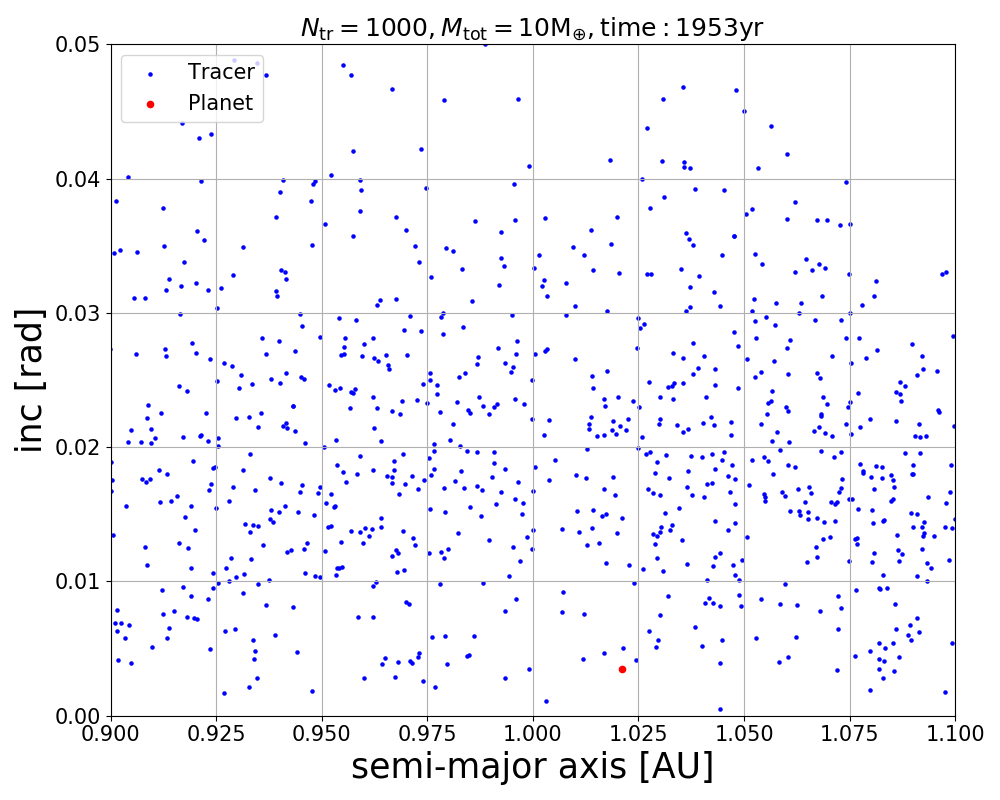 N_tr = 1000, M_tot = 10M_⊕, time : 1953yr
Tracer
Planet
inc [rad]
0.05
0.04
0.03
0.02
0.01
0.00
0.900 0.925 0.950 0.975 1.000 1.025 1.050 1.075 1.100
semi-major axis [AU]